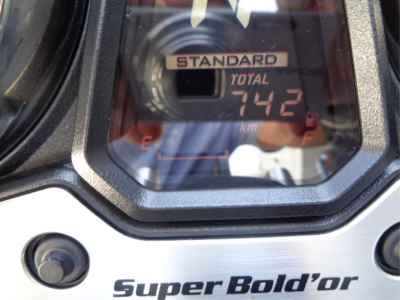 STANDARD
TOTAL
742
km
E F
Super Bold'or